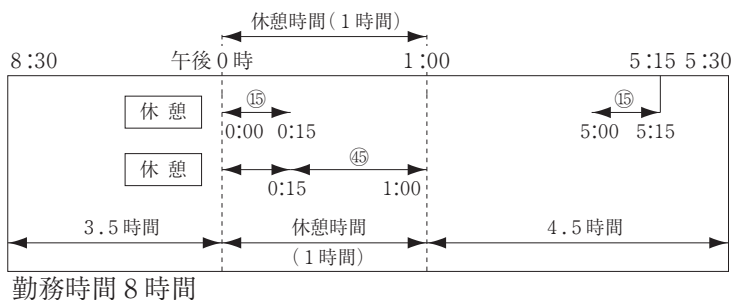 休憩時間(1時間)
8:30 午後0時 1:00 5:15 5:30
休憩 ⑮ ⑮
0:00 0:15 5:00 5:15
休憩 ㊺
0:15 1:00
3.5時間 休憩時間 4.5時間
(1時間)
勤務時間8時間